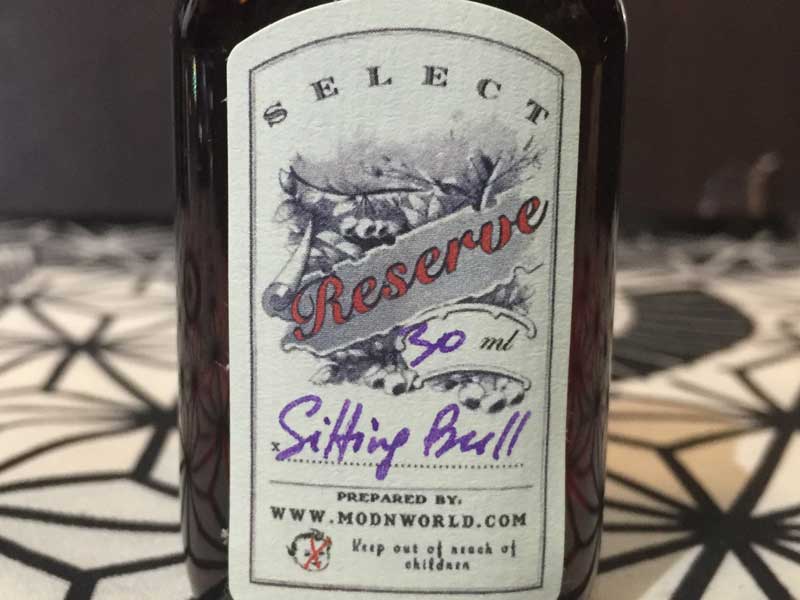 SELECT
Reserve
30 ml
x Sitting Bull
PREPARED BY:
WWW.MODNWORLD.COM
Keep out of reach of
children